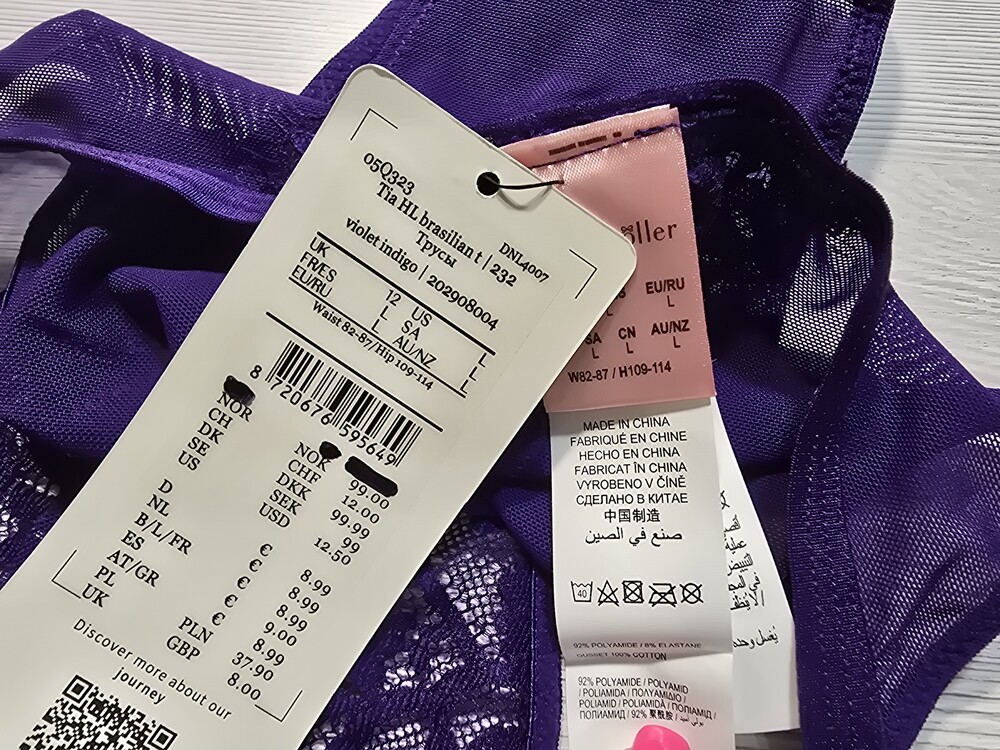 05Q323
DNL4007
Tia HL brasilian t | 232
Трусы
violet indigo | 202908004
UK 12 US L
FR/ES L SA L
EU/RU L AU/NZ L
Waist 82-87/Hip 109-114
8 720676 595649
NOR NOK 99.00
CH CHF 12.00
DK DKK 99.99
SE SEK 99
US USD 12.50
D € 8.99
NL € 8.99
B/L/FR € 8.99
ES € 9.00
AT/GR € 8.99
PL PLN 37.90
UK GBP 8.00
Discover more about our
journey
ller
EU/RU
L L
SA CN AU/NZ
L L L
W82-87 / H109-114
MADE IN CHINA
FABRIQUÉ EN CHINE
HECHO EN CHINA
FABRICAT ÎN CHINA
VYROBENO V ČÍNĚ
СДЕЛАНО В КИТАЕ
中国制造
صنع في الصين
40
92% POLYAMIDE / 8% ELASTANE
GUSSET 100% COTTON
92% POLYAMIDE / POLYAMID
/ POLIAMIDA / ΠΟΛΥΑΜΙΔΙΟ /
POLIAMID / POLIAMIDĂ / ПОЛІАМІД /
ПОЛИАМИД / 92% 聚酰胺 /
يُغسل وحده